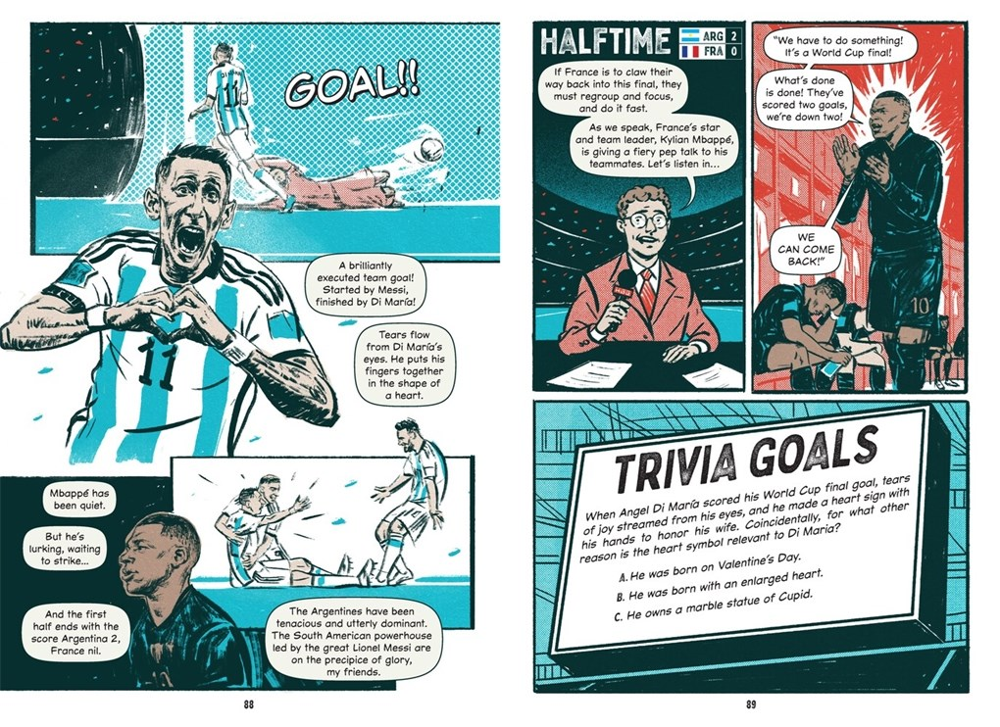 DI MARIA
11
GOAL!!
11
A brilliantly
executed team goal!
Started by Messi,
finished by Di María!
Tears flow
from Di María's
eyes. He puts his
fingers together
in the shape of
a heart.
Mbappé has
been quiet.
But he's
lurking, waiting
to strike...
And the first
half ends with the
score Argentina 2,
France nil.
The Argentines have been
tenacious and utterly dominant.
The South American powerhouse
led by the great Lionel Messi are
on the precipice of glory,
my friends.
88
HALFTIME
ARG 2
FRA 0
If France is to claw their
way back into this final, they
must regroup and focus,
and do it fast.
As we speak, France's star
and team leader, Kylian Mbappé,
is giving a fiery pep talk to his
teammates. Let's listen in...
"We have to do something!
It's a World Cup final!
What's done
is done! They've
scored two goals,
we're down two!
WE
CAN COME
BACK!"
10
TRIVIA GOALS
When Angel Di María scored his World Cup final goal, tears
of joy streamed from his eyes, and he made a heart sign with
his hands to honor his wife. Coincidentally, for what other
reason is the heart symbol relevant to Di Maria?
A. He was born on Valentine's Day.
B. He was born with an enlarged heart.
C. He owns a marble statue of Cupid.
89